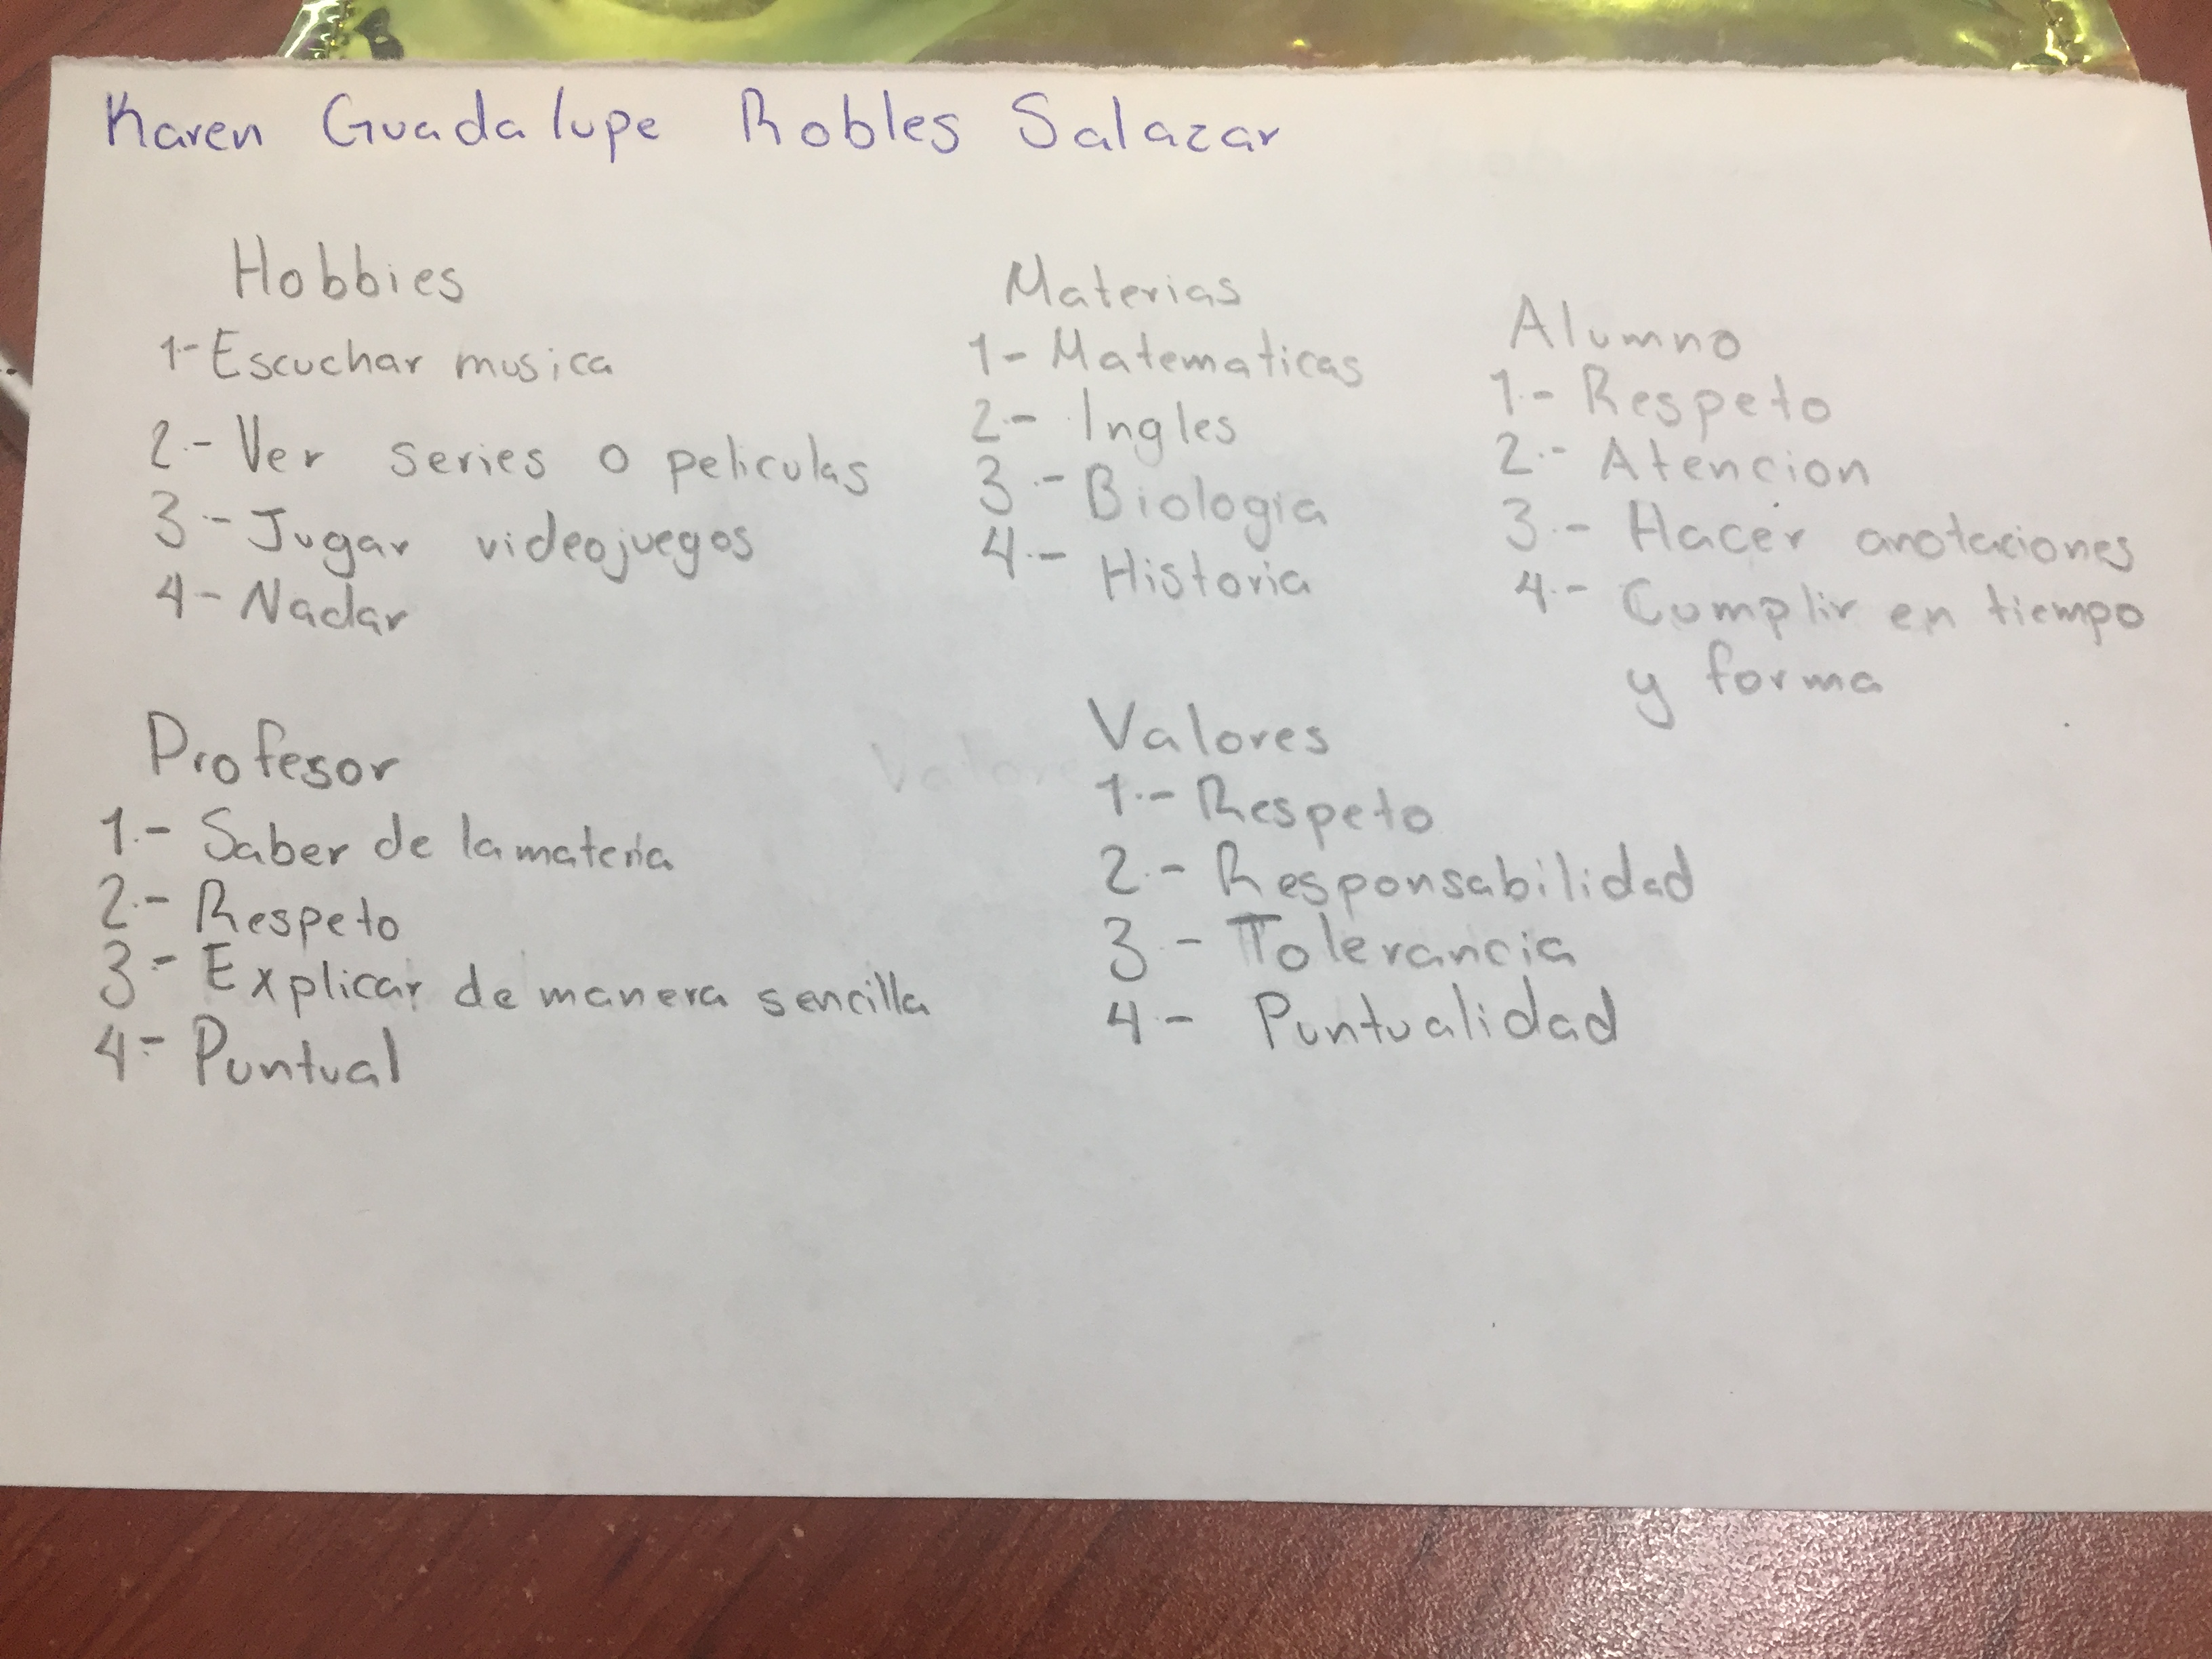 Karen Guadalupe Robles Salazar
Hobbies
1.- Escuchar musica
2.- Ver series o peliculas
3.- Jugar videojuegos
4.- Nadar
Materias
1.- Matematicas
2.- Ingles
3.- Biologia
4.- Historia
Alumno
1.- Respeto
2.- Atencion
3.- Hacer anotaciones
4.- Cumplir en tiempo
y forma
Profesor
1.- Saber de la materia
2.- Respeto
3.- Explicar de manera sencilla
4.- Puntual
Valores
1.- Respeto
2.- Responsabilidad
3.- Tolerancia
4.- Puntualidad